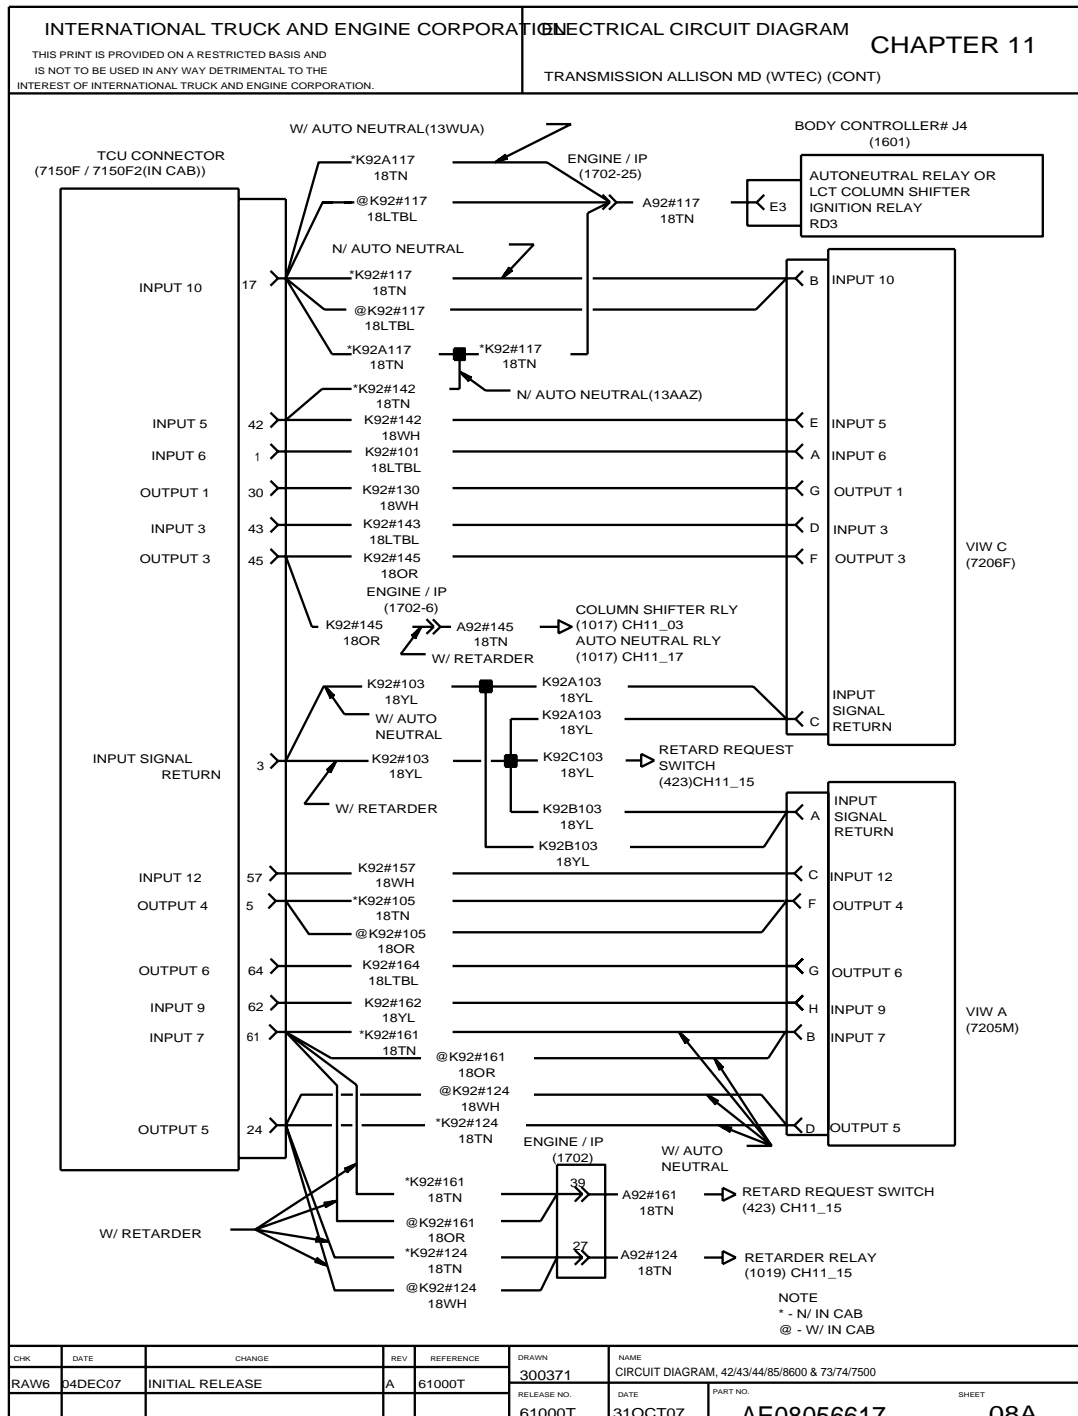 INTERNATIONAL TRUCK AND ENGINE CORPORATION
ELECTRICAL CIRCUIT DIAGRAM
CHAPTER 11
THIS PRINT IS PROVIDED ON A RESTRICTED BASIS AND
IS NOT TO BE USED IN ANY WAY DETRIMENTAL TO THE
INTEREST OF INTERNATIONAL TRUCK AND ENGINE CORPORATION.
TRANSMISSION ALLISON MD (WTEC) (CONT)
W/ AUTO NEUTRAL(13WUA)
BODY CONTROLLER# J4
(1601)
TCU CONNECTOR
(7150F / 7150F2(IN CAB))
*K92A117
18TN
ENGINE / IP
(1702-25)
AUTONEUTRAL RELAY OR
LCT COLUMN SHIFTER
IGNITION RELAY
RD3
@K92#117
18LTBL
A92#117
18TN
E3
N/ AUTO NEUTRAL
INPUT 10
17
*K92#117
18TN
B
INPUT 10
@K92#117
18LTBL
*K92A117
18TN
*K92#117
18TN
*K92#142
18TN
N/ AUTO NEUTRAL(13AAZ)
INPUT 5
42
K92#142
18WH
E
INPUT 5
INPUT 6
1
K92#101
18LTBL
A
INPUT 6
OUTPUT 1
30
K92#130
18WH
G
OUTPUT 1
INPUT 3
43
K92#143
18LTBL
D
INPUT 3
OUTPUT 3
45
K92#145
18OR
F
OUTPUT 3
VIW C
(7206F)
ENGINE / IP
(1702-6)
K92#145
18OR
A92#145
18TN
COLUMN SHIFTER RLY
(1017) CH11_03
AUTO NEUTRAL RLY
(1017) CH11_17
W/ RETARDER
K92#103
18YL
K92A103
18YL
W/ AUTO
NEUTRAL
K92A103
18YL
C
INPUT
SIGNAL
RETURN
INPUT SIGNAL
RETURN
3
K92#103
18YL
K92C103
18YL
RETARD REQUEST
SWITCH
(423)CH11_15
W/ RETARDER
K92B103
18YL
A
INPUT
SIGNAL
RETURN
K92B103
18YL
INPUT 12
57
K92#157
18WH
C
INPUT 12
OUTPUT 4
5
*K92#105
18TN
F
OUTPUT 4
@K92#105
18OR
OUTPUT 6
64
K92#164
18LTBL
G
OUTPUT 6
INPUT 9
62
K92#162
18YL
H
INPUT 9
VIW A
(7205M)
INPUT 7
61
*K92#161
18TN
B
INPUT 7
@K92#161
18OR
@K92#124
18WH
OUTPUT 5
24
*K92#124
18TN
D
OUTPUT 5
ENGINE / IP
(1702)
W/ AUTO
NEUTRAL
*K92#161
18TN
39
A92#161
18TN
RETARD REQUEST SWITCH
(423) CH11_15
W/ RETARDER
@K92#161
18OR
*K92#124
18TN
27
A92#124
18TN
RETARDER RELAY
(1019) CH11_15
@K92#124
18WH
NOTE
* - N/ IN CAB
@ - W/ IN CAB
CHK
DATE
CHANGE
REV
REFERENCE
DRAWN
NAME
RAW6
04DEC07
INITIAL RELEASE
A
61000T
300371
CIRCUIT DIAGRAM, 42/43/44/85/8600 & 73/74/7500
RELEASE NO.
DATE
PART NO.
SHEET
61000T
31OCT07
AE08056617
08A